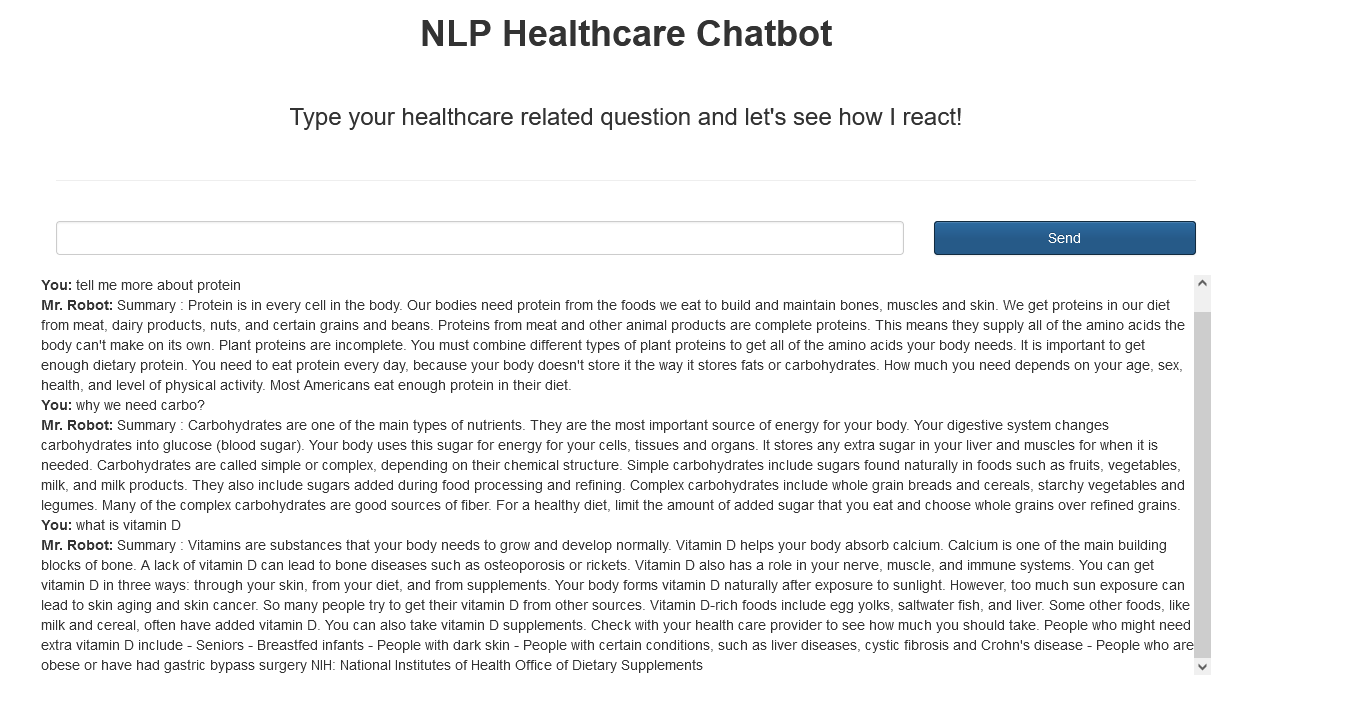 NLP Healthcare Chatbot
Type your healthcare related question and let's see how I react!
Send
You: tell me more about protein
Mr. Robot: Summary : Protein is in every cell in the body. Our bodies need protein from the foods we eat to build and maintain bones, muscles and skin. We get proteins in our diet
from meat, dairy products, nuts, and certain grains and beans. Proteins from meat and other animal products are complete proteins. This means they supply all of the amino acids the
body can't make on its own. Plant proteins are incomplete. You must combine different types of plant proteins to get all of the amino acids your body needs. It is important to get
enough dietary protein. You need to eat protein every day, because your body doesn't store it the way it stores fats or carbohydrates. How much you need depends on your age, sex,
health, and level of physical activity. Most Americans eat enough protein in their diet.
You: why we need carbo?
Mr. Robot: Summary : Carbohydrates are one of the main types of nutrients. They are the most important source of energy for your body. Your digestive system changes
carbohydrates into glucose (blood sugar). Your body uses this sugar for energy for your cells, tissues and organs. It stores any extra sugar in your liver and muscles for when it is
needed. Carbohydrates are called simple or complex, depending on their chemical structure. Simple carbohydrates include sugars found naturally in foods such as fruits, vegetables,
milk, and milk products. They also include sugars added during food processing and refining. Complex carbohydrates include whole grain breads and cereals, starchy vegetables and
legumes. Many of the complex carbohydrates are good sources of fiber. For a healthy diet, limit the amount of added sugar that you eat and choose whole grains over refined grains.
You: what is vitamin D
Mr. Robot: Summary : Vitamins are substances that your body needs to grow and develop normally. Vitamin D helps your body absorb calcium. Calcium is one of the main building
blocks of bone. A lack of vitamin D can lead to bone diseases such as osteoporosis or rickets. Vitamin D also has a role in your nerve, muscle, and immune systems. You can get
vitamin D in three ways: through your skin, from your diet, and from supplements. Your body forms vitamin D naturally after exposure to sunlight. However, too much sun exposure can
lead to skin aging and skin cancer. So many people try to get their vitamin D from other sources. Vitamin D-rich foods include egg yolks, saltwater fish, and liver. Some other foods, like
milk and cereal, often have added vitamin D. You can also take vitamin D supplements. Check with your health care provider to see how much you should take. People who might need
extra vitamin D include - Seniors - Breastfed infants - People with dark skin - People with certain conditions, such as liver diseases, cystic fibrosis and Crohn's disease - People who are
obese or have had gastric bypass surgery NIH: National Institutes of Health Office of Dietary Supplements